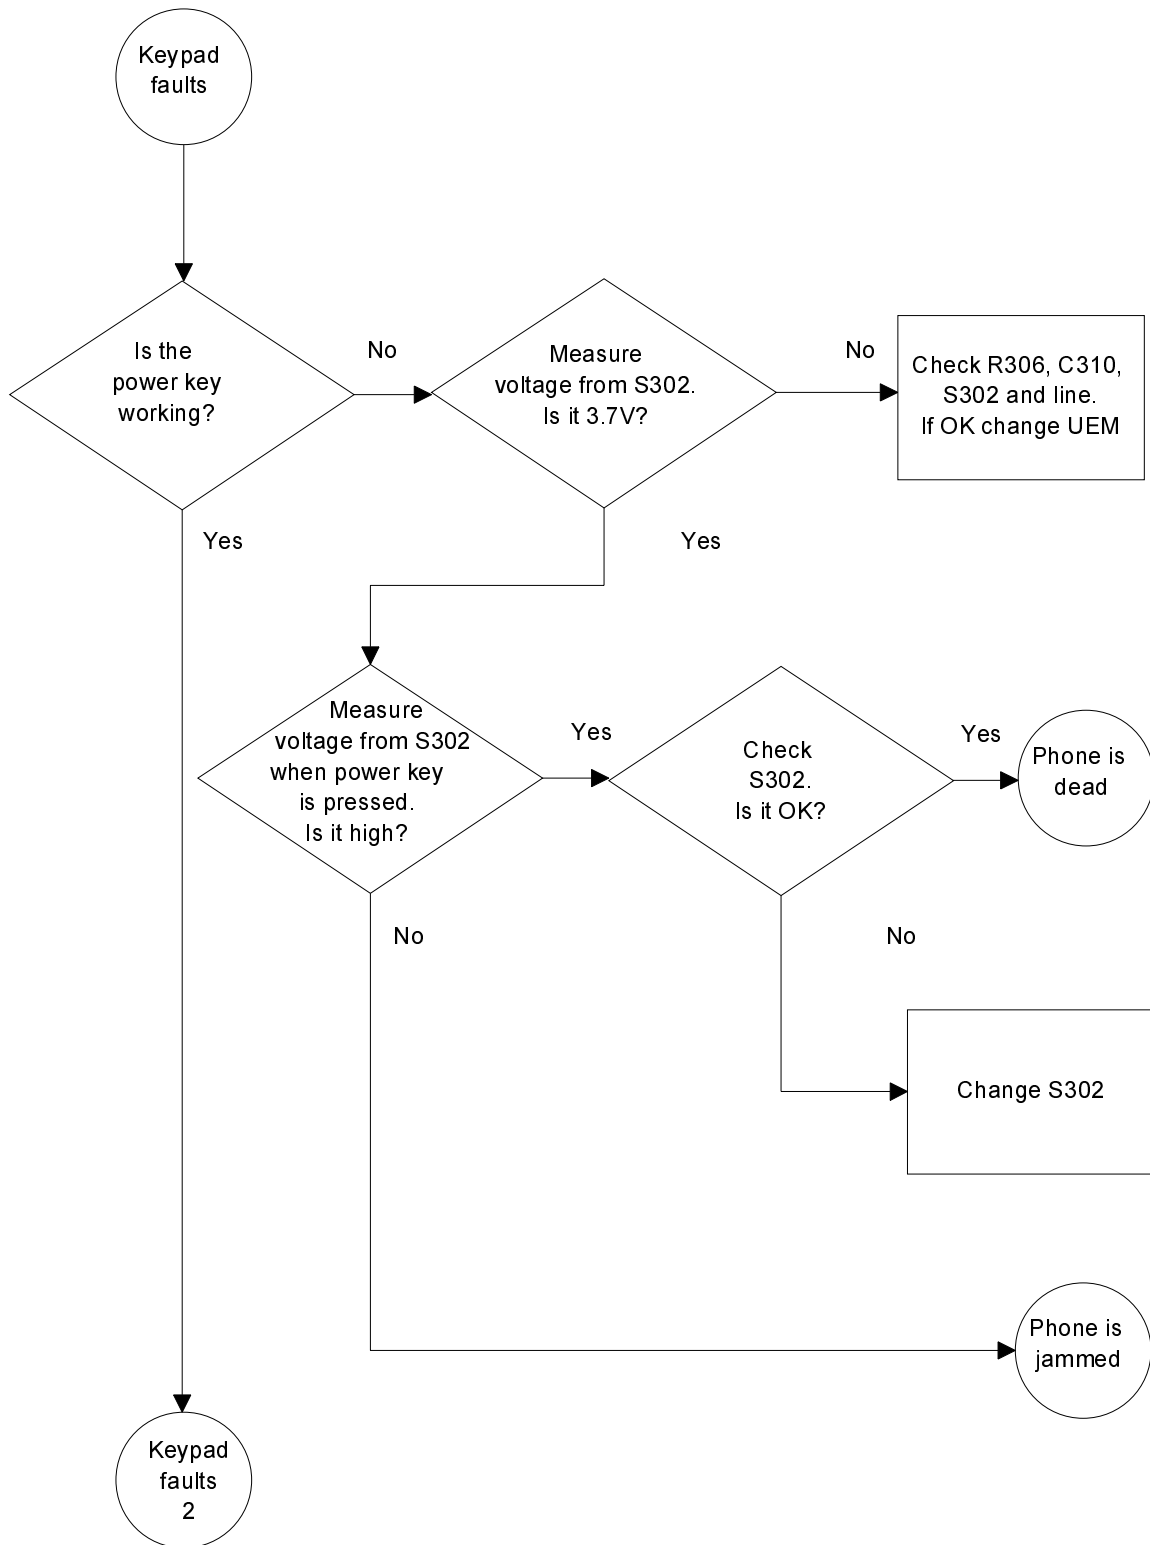 Keypad
faults
Is the
power key
working?
No
Measure
voltage from S302.
Is it 3.7V?
No
Check R306, C310,
S302 and line.
If OK change UEM
Yes
Yes
Measure
voltage from S302
when power key
is pressed.
Is it high?
Yes
Check
S302.
Is it OK?
Yes
Phone is
dead
No
No
Change S302
Phone is
jammed
Keypad
faults
2